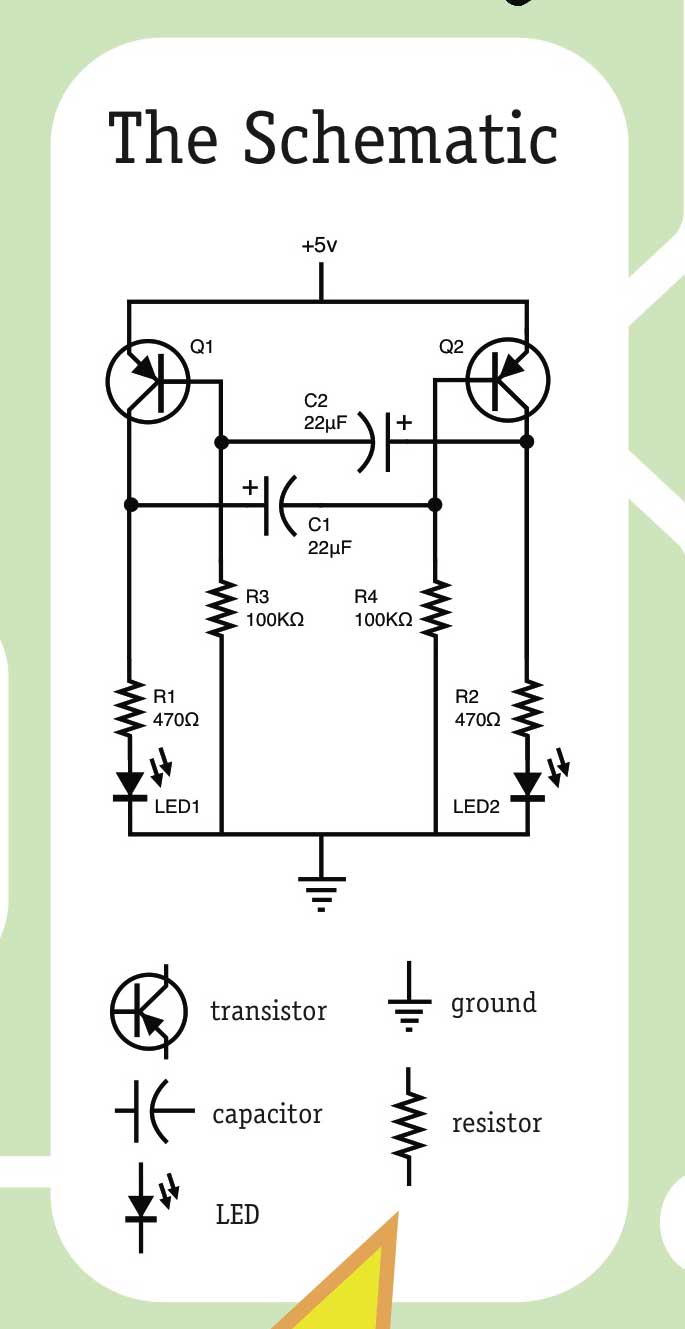 The Schematic
+5v
Q1
Q2
C2
22µF
+
+
C1
22µF
R3
100KΩ
R4
100KΩ
R1
470Ω
R2
470Ω
LED1
LED2
transistor
ground
capacitor
resistor
LED